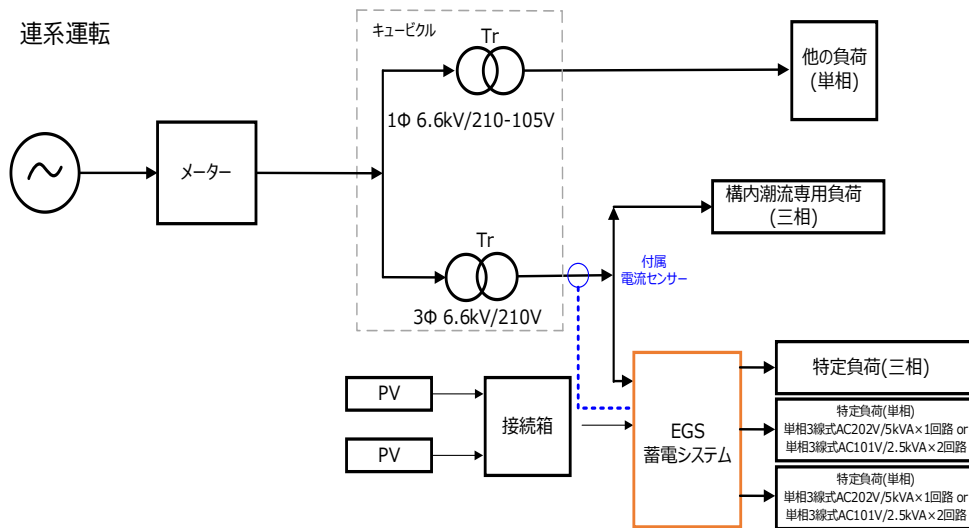 連系運転
キュービクル
Tr
1Φ 6.6kV/210-105V
他の負荷
(単相)
メーター
構内潮流専用負荷
(三相)
Tr
3Φ 6.6kV/210V
付属
電流センサー
PV
PV
接続箱
EGS
蓄電システム
特定負荷(三相)
特定負荷(単相)
単相3線式AC202V/5kVA×1回路 or
単相3線式AC101V/2.5kVA×2回路
特定負荷(単相)
単相3線式AC202V/5kVA×1回路 or
単相3線式AC101V/2.5kVA×2回路